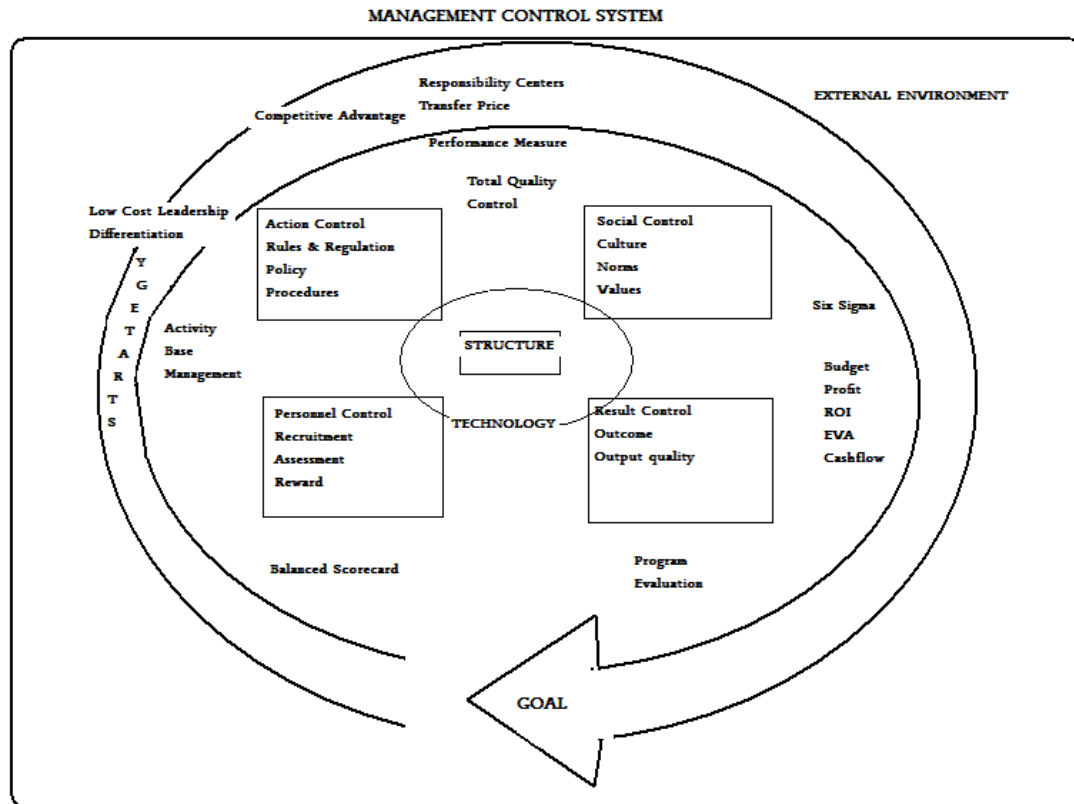 MANAGEMENT CONTROL SYSTEM
Responsibility Centers
Transfer Price
EXTERNAL ENVIRONMENT
Competitive Advantage
Performance Measure
Total Quality
Control
Low Cost Leadership
Differentiation
Action Control
Rules & Regulation
Policy
Procedures
Social Control
Culture
Norms
Values
Y
G
E
T
A
R
T
S
Activity
Base
Management
STRUCTURE
TECHNOLOGY
Six Sigma
Budget
Profit
ROI
EVA
Cashflow
Personnel Control
Recruitment
Assessment
Reward
Result Control
Outcome
Output quality
Balanced Scorecard
Program
Evaluation
GOAL